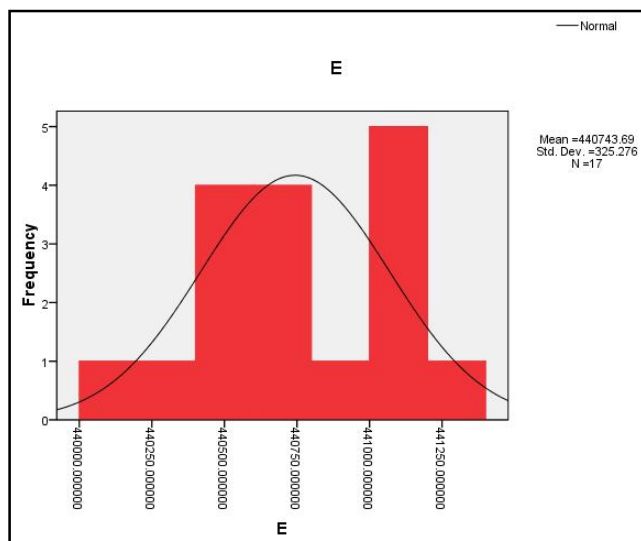 Normal
E
Mean =440743.69
Std. Dev. =325.276
N =17
Frequency
5
4
3
2
1
0
440000.000000
440250.000000
440500.000000
440750.000000
441000.000000
441250.000000
E